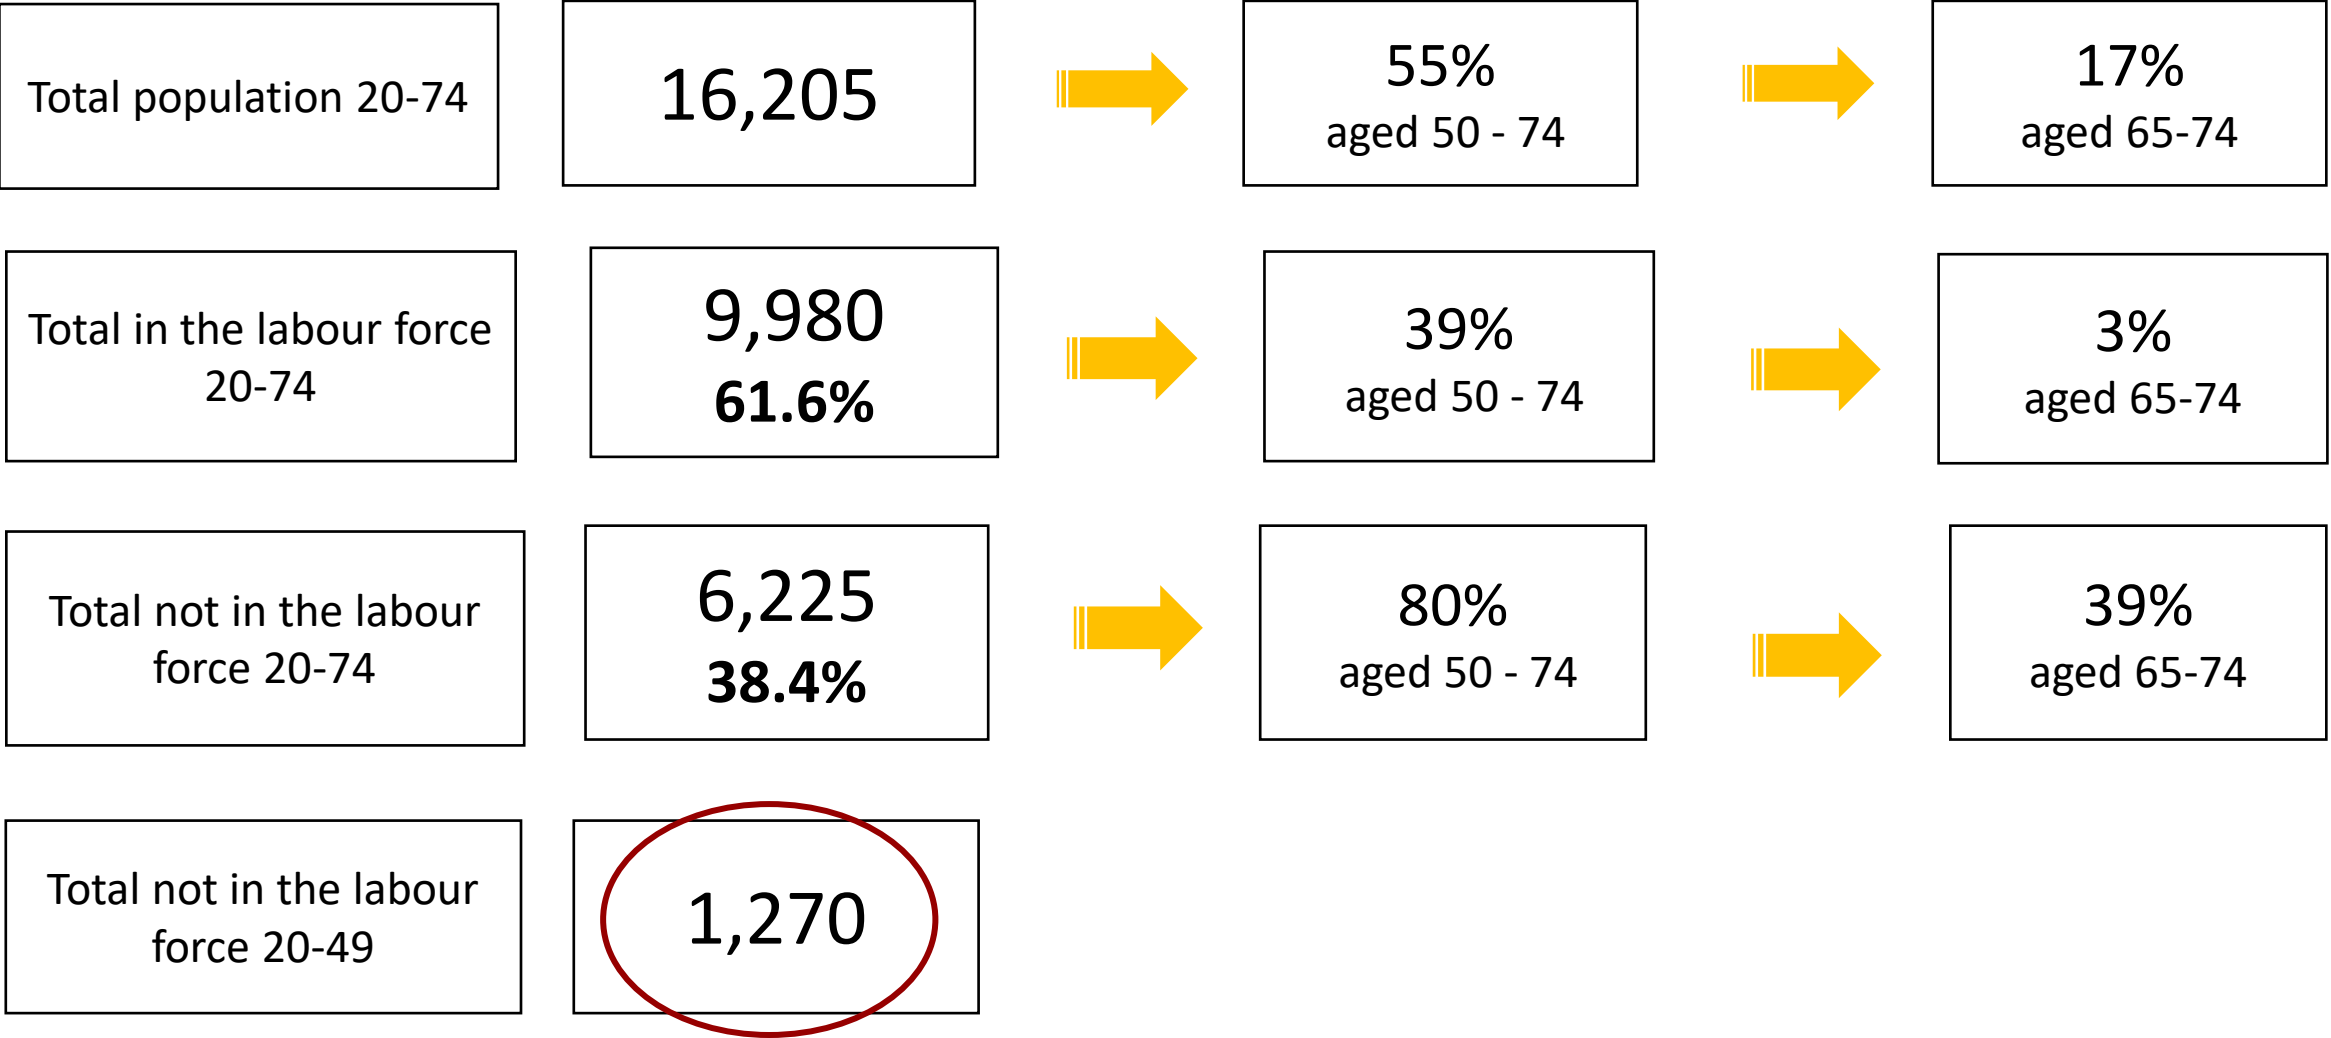 Total population 20-74
16,205
55%
aged 50 - 74
17%
aged 65-74
Total in the labour force
20-74
9,980
61.6%
39%
aged 50 - 74
3%
aged 65-74
Total not in the labour
force 20-74
6,225
38.4%
80%
aged 50 - 74
39%
aged 65-74
Total not in the labour
force 20-49
1,270